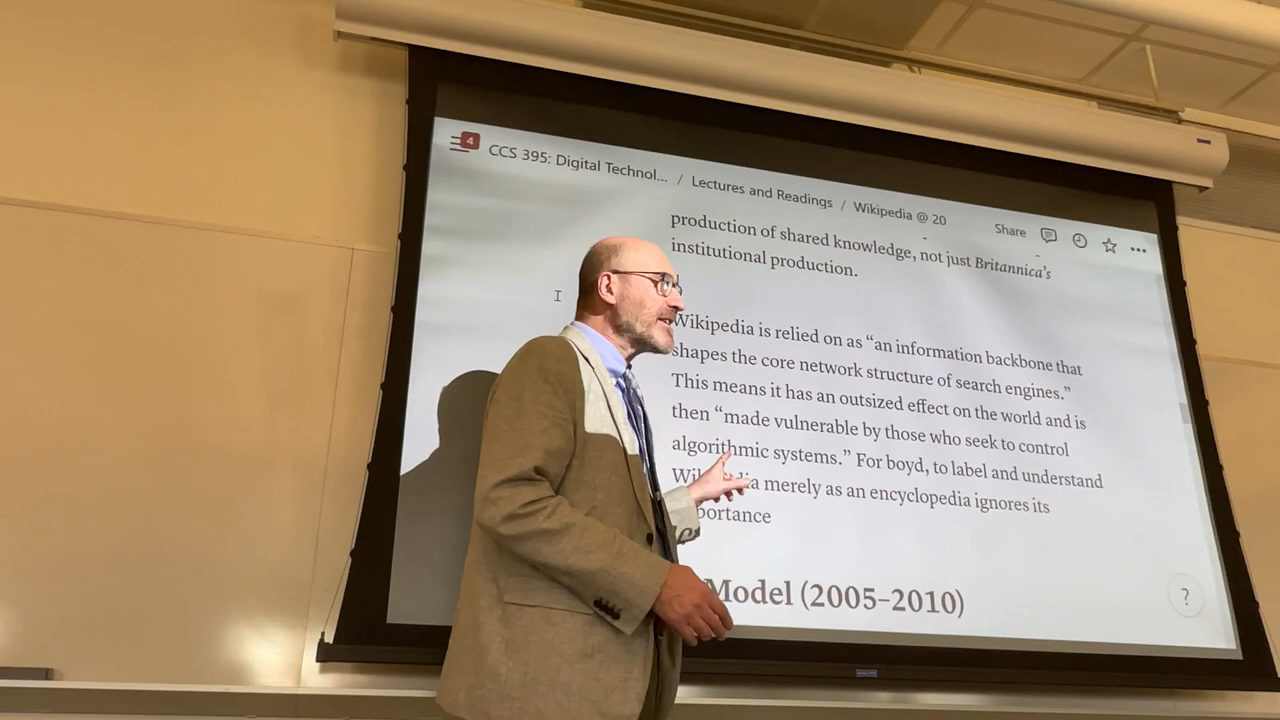 4
CCS 395: Digital Technol... / Lectures and Readings / Wikipedia @ 20
Share
production of shared knowledge, not just Britannica's
institutional production.
Wikipedia is relied on as “an information backbone that
shapes the core network structure of search engines.”
This means it has an outsized effect on the world and is
then “made vulnerable by those who seek to control
algorithmic systems.” For boyd, to label and understand
merely as an encyclopedia ignores its
Model (2005–2010)
?